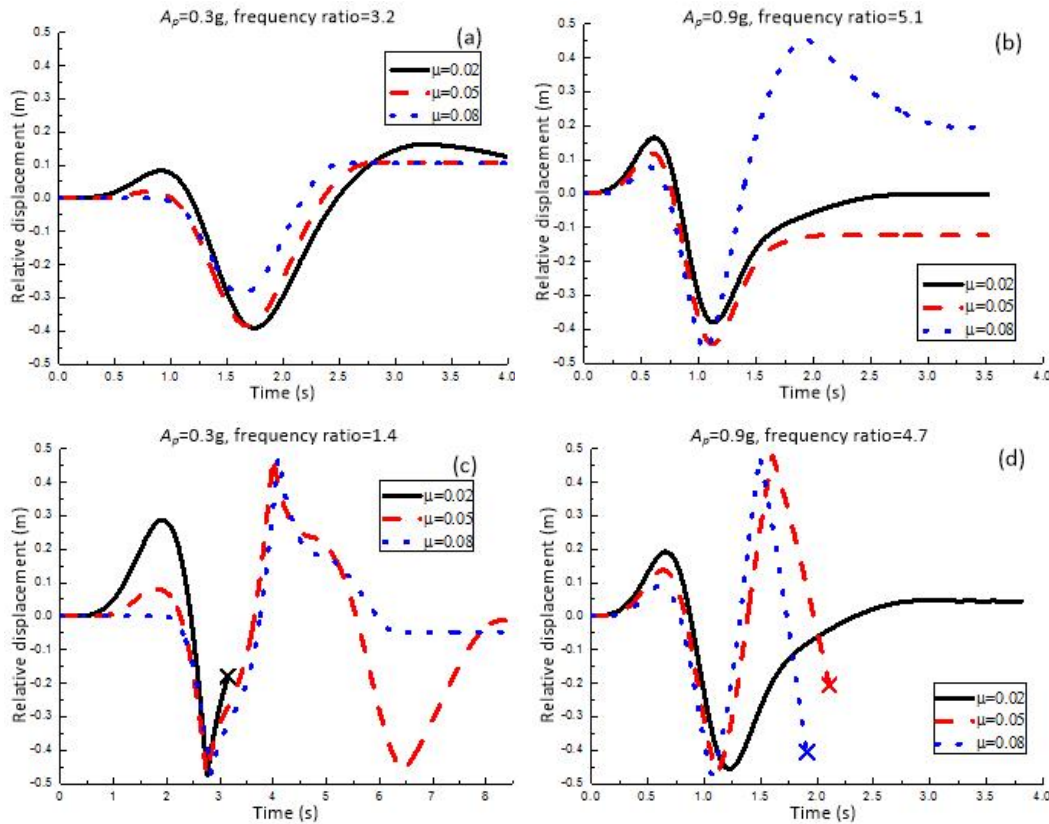 Aₚ=0.3g, frequency ratio=3.2
(a)
μ=0.02
μ=0.05
μ=0.08
Relative displacement (m)
0.5
0.4
0.3
0.2
0.1
0.0
-0.1
-0.2
-0.3
-0.4
-0.5
0.0 0.5 1.0 1.5 2.0 2.5 3.0 3.5 4.0
Time (s)
Aₚ=0.9g, frequency ratio=5.1
(b)
μ=0.02
μ=0.05
μ=0.08
Relative displacement (m)
0.5
0.4
0.3
0.2
0.1
0.0
-0.1
-0.2
-0.3
-0.4
-0.5
0.0 0.5 1.0 1.5 2.0 2.5 3.0 3.5 4.0
Time (s)
Aₚ=0.3g, frequency ratio=1.4
(c)
μ=0.02
μ=0.05
μ=0.08
Relative displacement (m)
0.5
0.4
0.3
0.2
0.1
0.0
-0.1
-0.2
-0.3
-0.4
-0.5
0 1 2 3 4 5 6 7 8
Time (s)
Aₚ=0.9g, frequency ratio=4.7
(d)
μ=0.02
μ=0.05
μ=0.08
Relative displacement (m)
0.5
0.4
0.3
0.2
0.1
0.0
-0.1
-0.2
-0.3
-0.4
-0.5
0.0 0.5 1.0 1.5 2.0 2.5 3.0 3.5 4.0
Time (s)